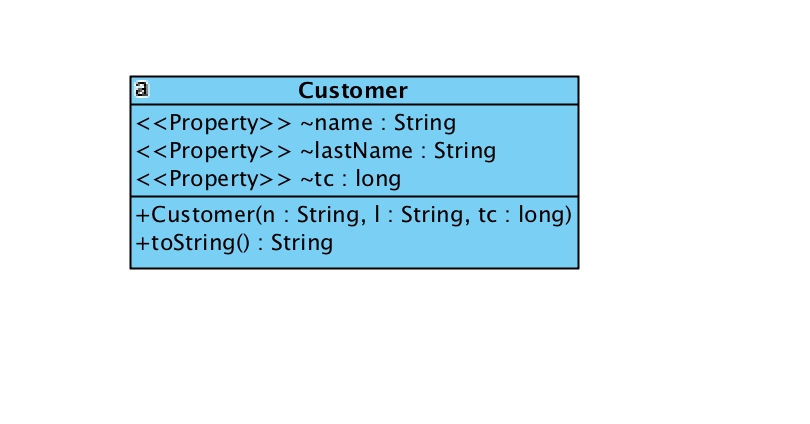 a
Customer
<<Property>> ~name : String
<<Property>> ~lastName : String
<<Property>> ~tc : long
+Customer(n : String, l : String, tc : long)
+toString() : String